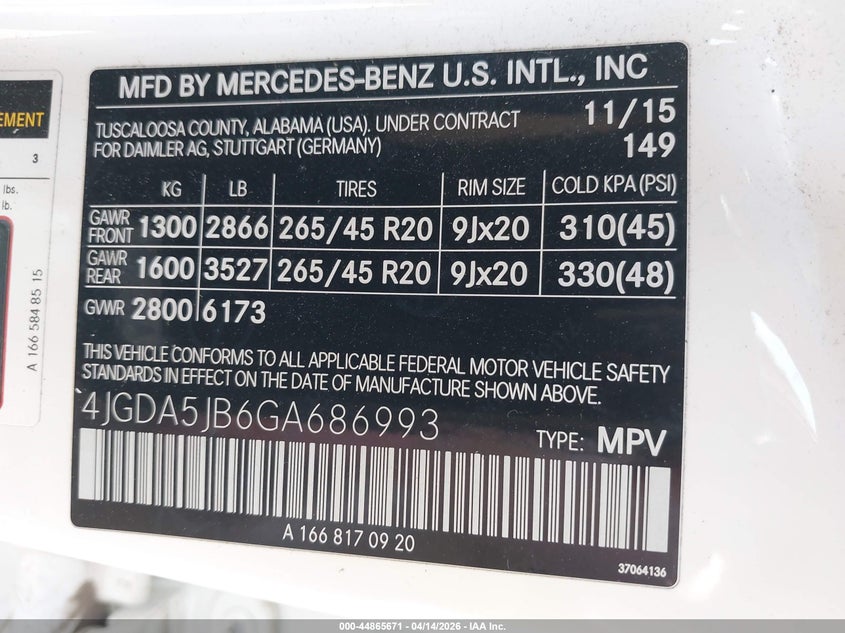 EMENT
3
lbs.
lb.
A 166 584 85 15
MFD BY MERCEDES-BENZ U.S. INTL., INC
TUSCALOOSA COUNTY, ALABAMA (USA). UNDER CONTRACT 11/15
FOR DAIMLER AG, STUTTGART (GERMANY) 149
KG LB TIRES RIM SIZE COLD KPA (PSI)
GAWR FRONT 1300 2866 265/45 R20 9Jx20 310(45)
GAWR REAR 1600 3527 265/45 R20 9Jx20 330(48)
GVWR 2800 6173
THIS VEHICLE CONFORMS TO ALL APPLICABLE FEDERAL MOTOR VEHICLE SAFETY
STANDARDS IN EFFECT ON THE DATE OF MANUFACTURE SHOWN ABOVE.
4JGDA5JB6GA686993 TYPE: MPV
A 166 817 09 20
37064136
000-44865671 - 04/14/2026 - IAA Inc.